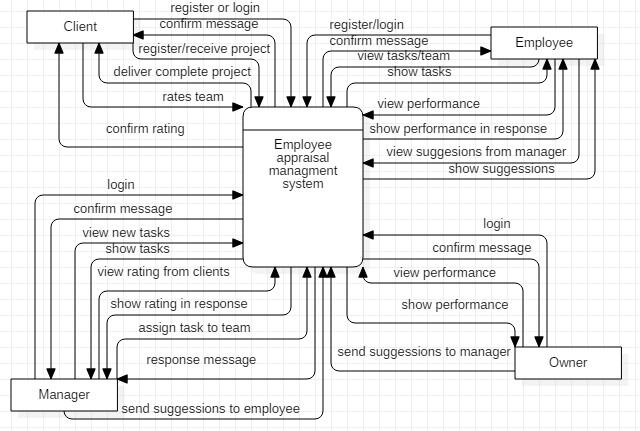 register or login
Client
confirm message
register/receive project
deliver complete project
rates team
confirm rating
register/login
confirm message
Employee
view tasks/team
show tasks
view performance
show performance in response
view suggesions from manager
show suggessions
Employee
appraisal
managment
system
login
confirm message
view new tasks
show tasks
view rating from clients
show rating in response
assign task to team
response message
Manager
send suggessions to employee
login
confirm message
view performance
show performance
send suggessions to manager
Owner